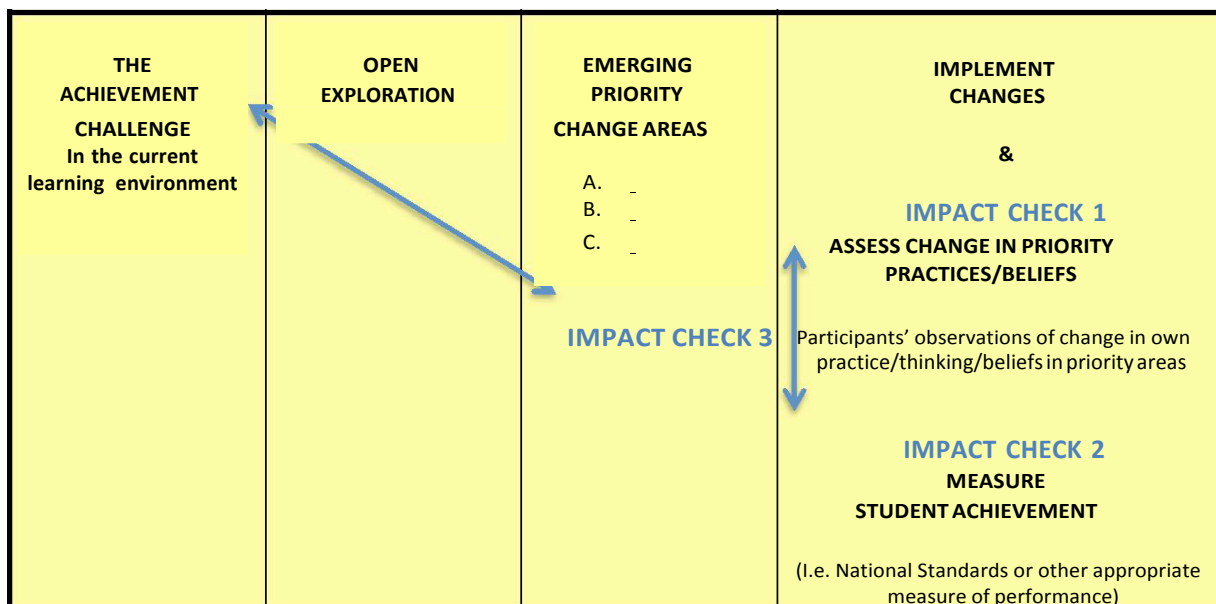 THE
ACHIEVEMENT
CHALLENGE
In the current
learning environment
OPEN
EXPLORATION
EMERGING
PRIORITY
CHANGE AREAS
A. _
B. _
C. _
IMPACT CHECK 3
IMPLEMENT
CHANGES
&
IMPACT CHECK 1
ASSESS CHANGE IN PRIORITY
PRACTICES/BELIEFS
Participants’ observations of change in own
practice/thinking/beliefs in priority areas
IMPACT CHECK 2
MEASURE
STUDENT ACHIEVEMENT
(I.e. National Standards or other appropriate
measure of performance)